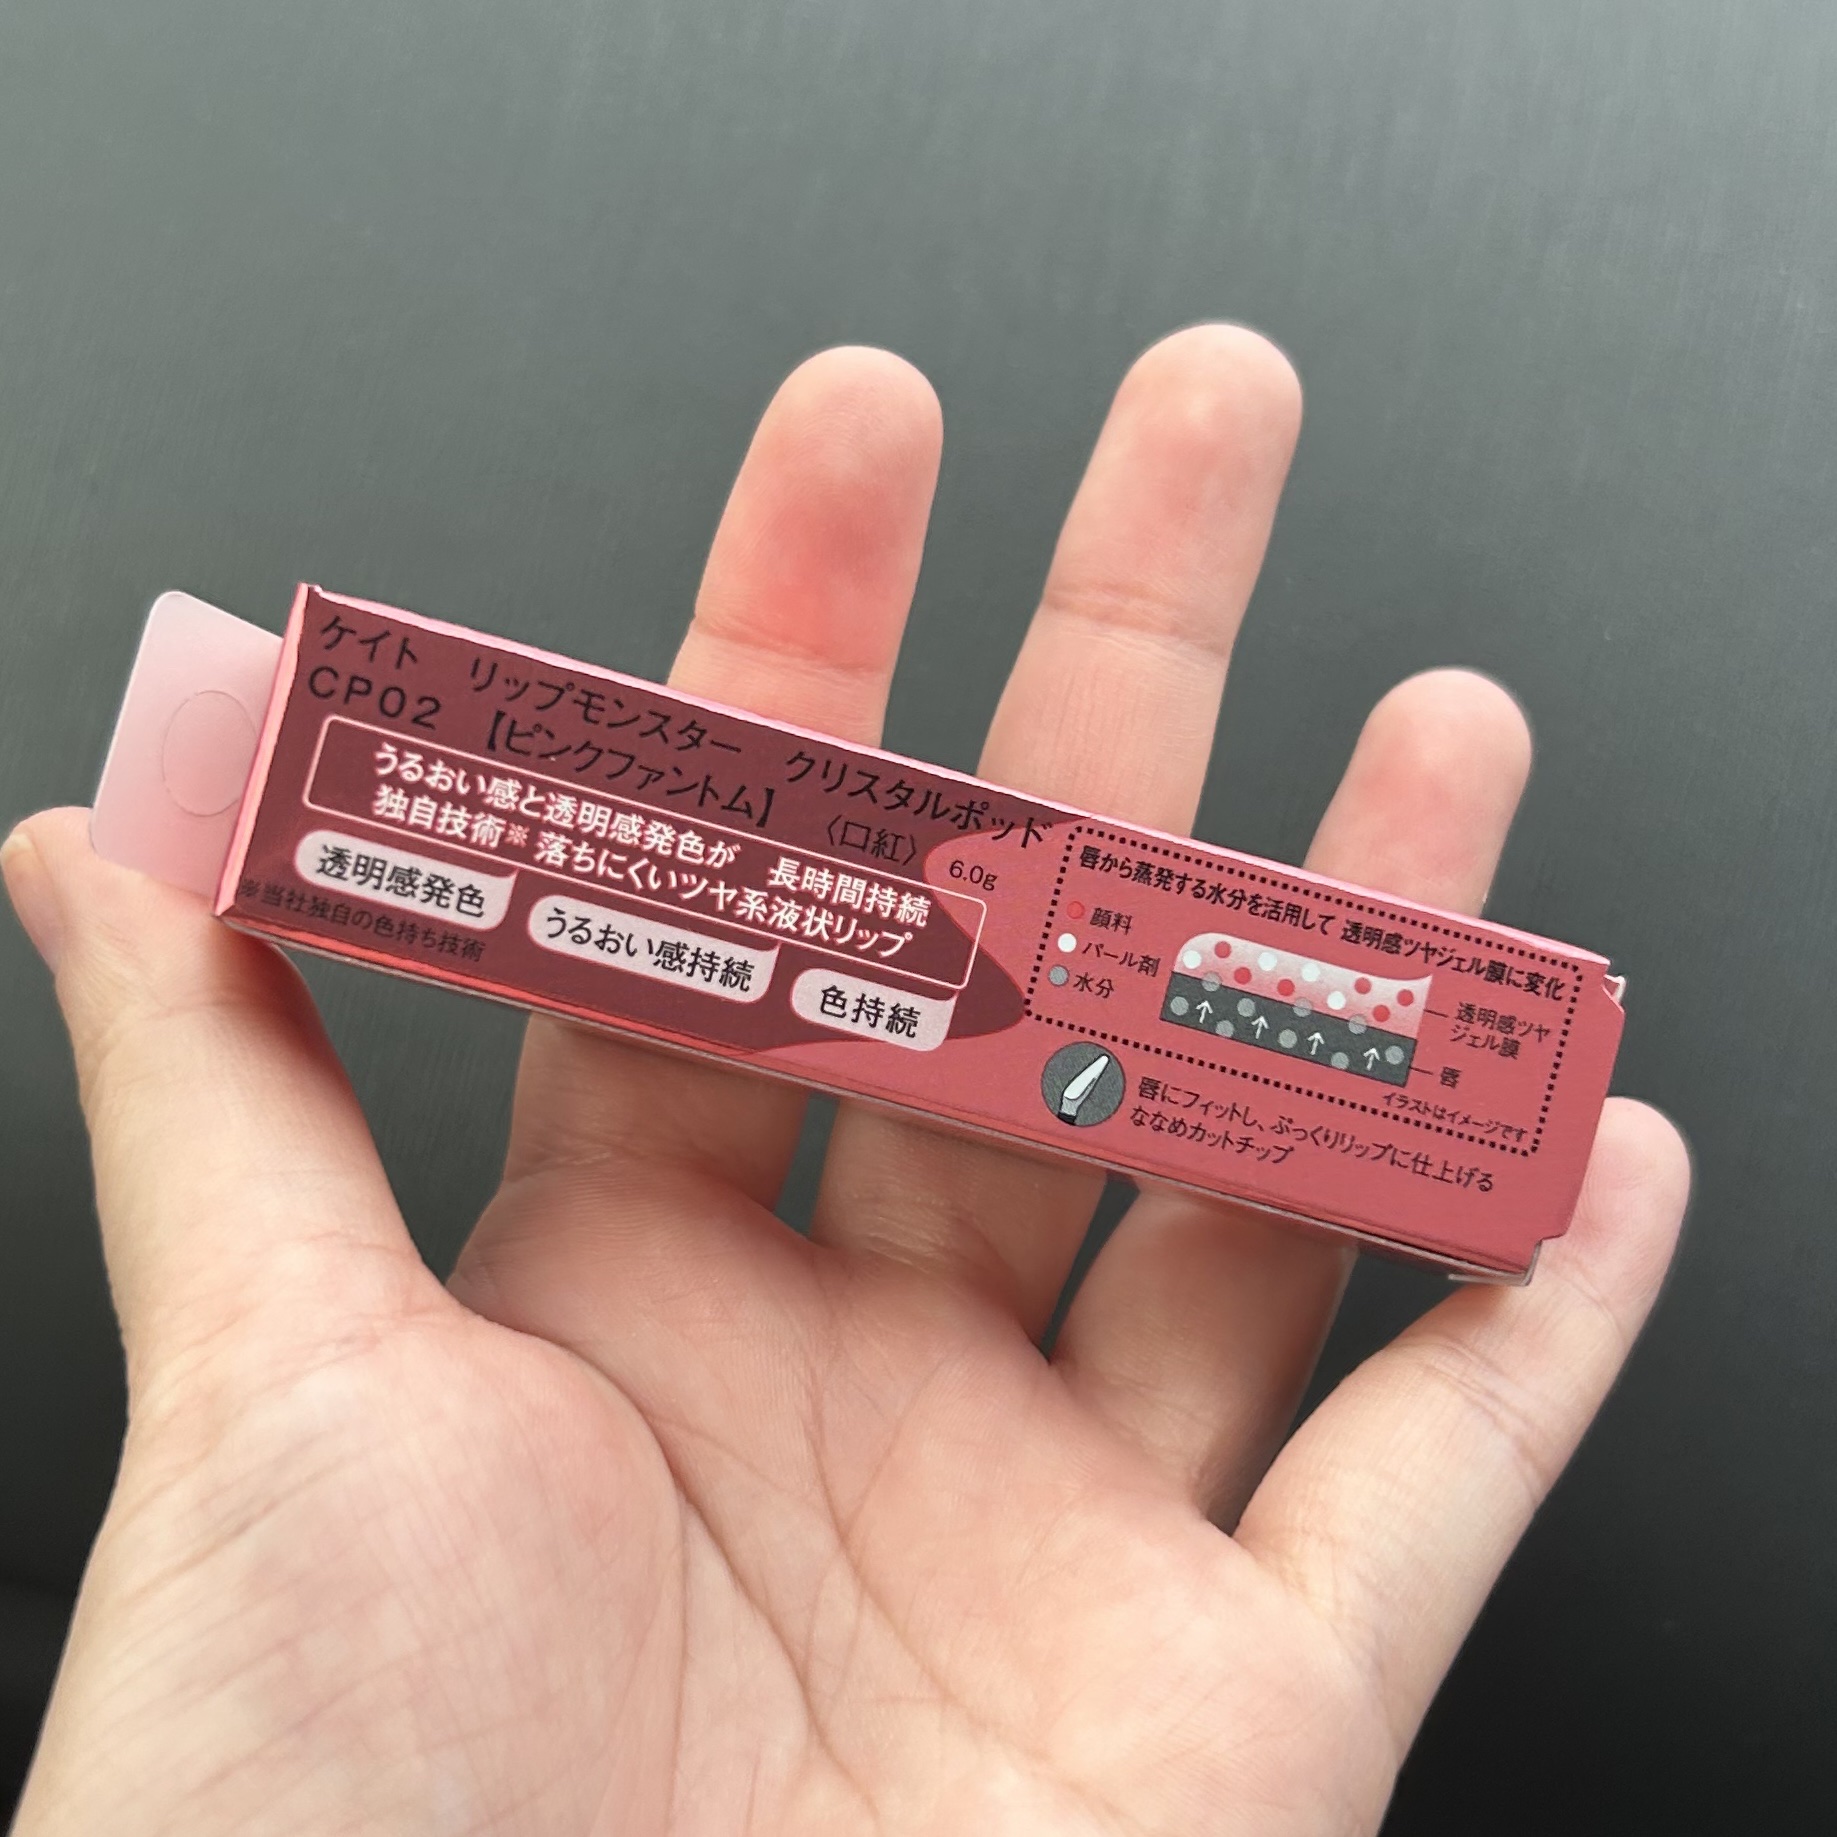 ケイト リップモンスター クリスタルポッド
CP02 【ピンクファントム】 〈口紅〉
6.0g
うるおい感と透明感発色が 長時間持続
独自技術※ 落ちにくいツヤ系液状リップ
透明感発色
うるおい感持続
色持続
※当社独自の色持ち技術
唇から蒸発する水分を活用して 透明感ツヤジェル膜に変化
顔料
パール剤
水分
透明感ツヤ
ジェル膜
唇
イラストはイメージです
唇にフィットし、ぷっくりリップに仕上げる
ななめカットチップ